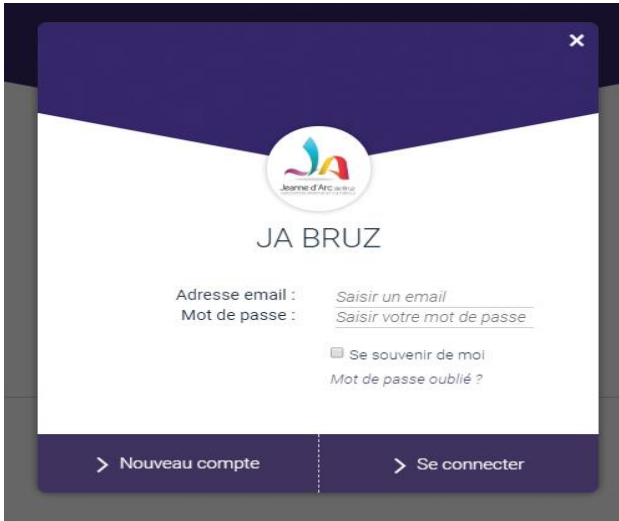 ×
JA
Jeanne d'Arc de Bruz
JA BRUZ
Adresse email :
Saisir un email
Mot de passe :
Saisir votre mot de passe
Se souvenir de moi
Mot de passe oublié ?
Nouveau compte
Se connecter